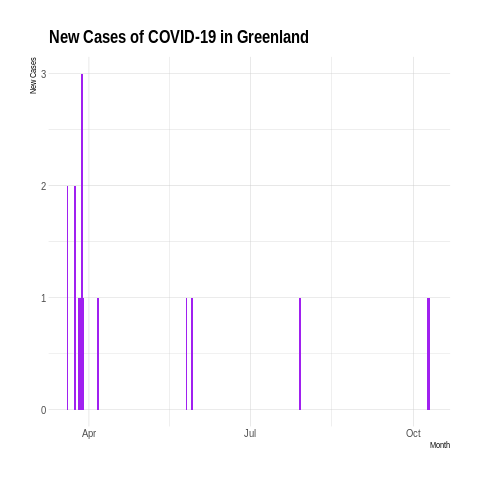 New Cases of COVID-19 in Greenland
New Cases
3
2
1
0
Apr
Jul
Oct
Month